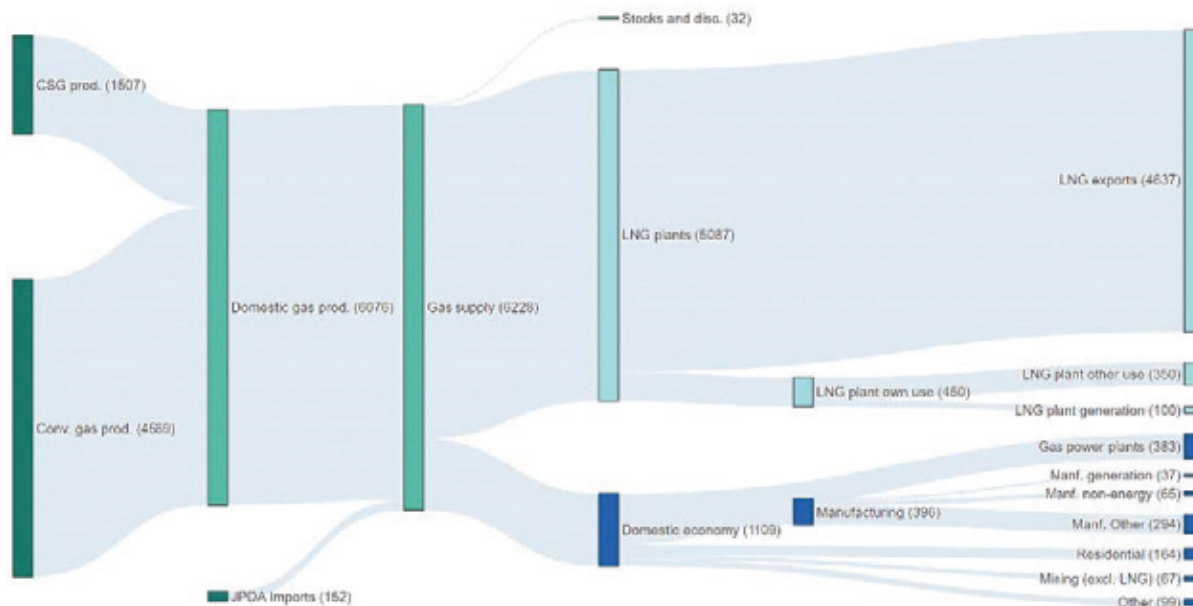 Stocks and disc. (32)
CSG prod. (1507)
LNG exports (4637)
LNG plants (5087)
Domestic gas prod. (6076)
Gas supply (6228)
LNG plant other use (350)
LNG plant own use (450)
LNG plant generation (100)
Conv. gas prod. (4569)
Gas power plants (383)
Manf. generation (37)
Manf. non-energy (65)
Manufacturing (396)
Manf. Other (294)
Domestic economy (1109)
Residential (164)
Mining (excl. LNG) (67)
JPDA Imports (152)
Other (99)